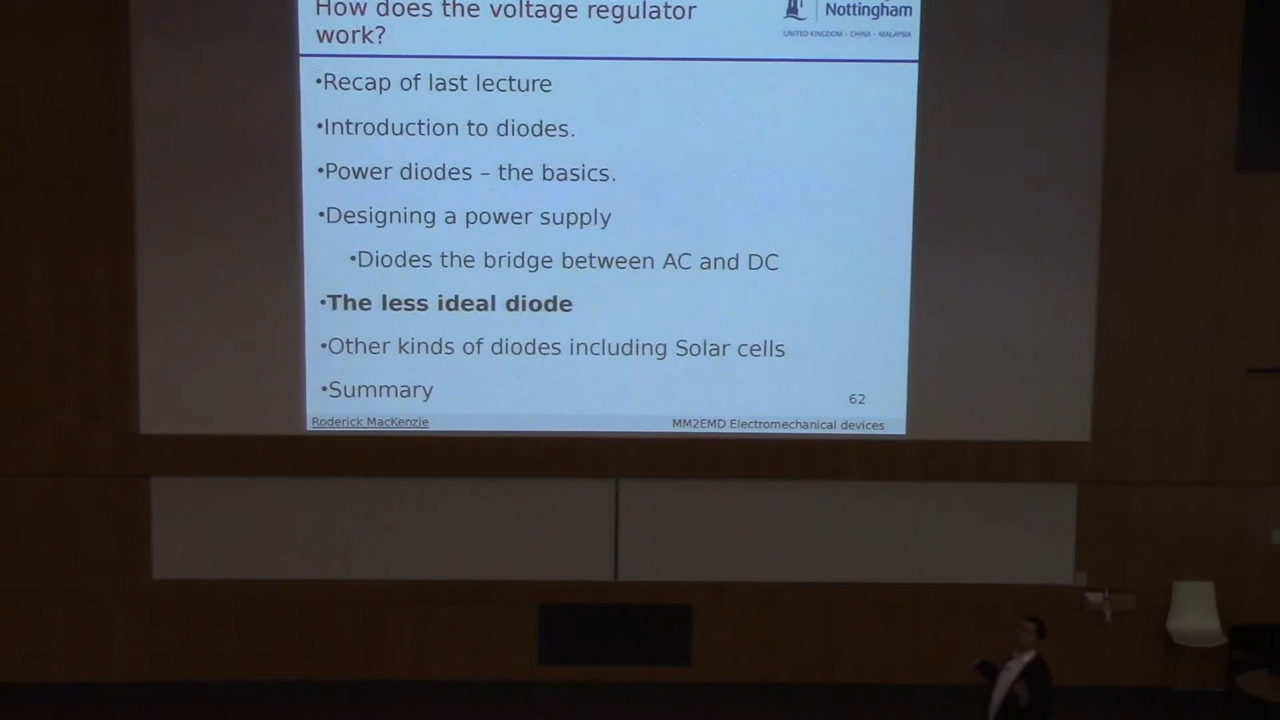 How does the voltage regulator
work?
Nottingham
UNITED KINGDOM · CHINA · MALAYSIA
•Recap of last lecture
•Introduction to diodes.
•Power diodes – the basics.
•Designing a power supply
•Diodes the bridge between AC and DC
•The less ideal diode
•Other kinds of diodes including Solar cells
•Summary
62
Roderick MacKenzie
MM2EMD Electromechanical devices